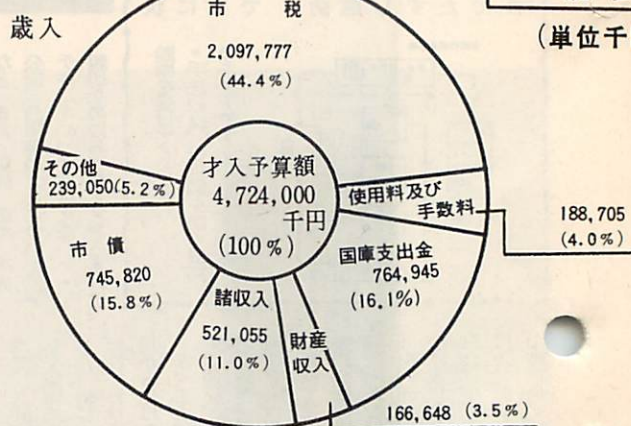 歳入
(単位千
市税
2,097,777
(44.4%)
その他
239,050(5.2%)
才入予算額
4,724,000
千円
(100%)
使用料及び
手数料
188,705
(4.0%)
国庫支出金
764,945
(16.1%)
市債
745,820
(15.8%)
諸収入
521,055
(11.0%)
財産
収入
166,648 (3.5%)